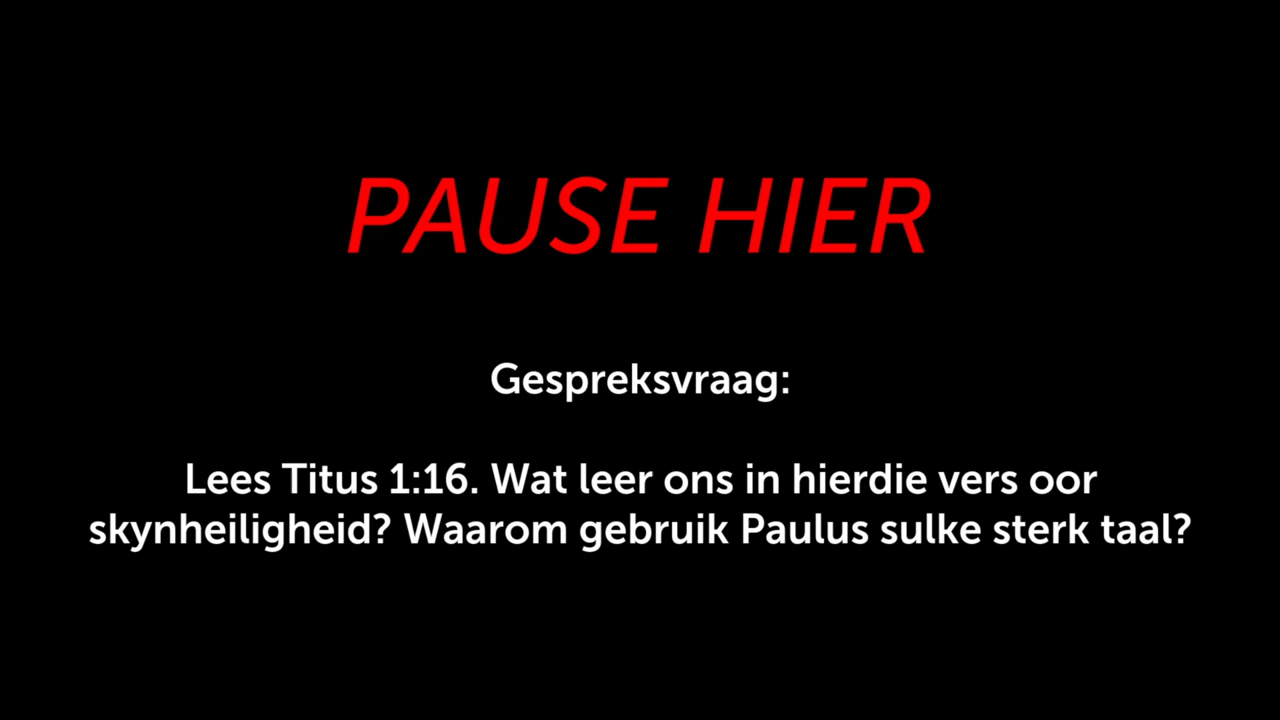 PAUSE HIER
Gespreksvraag:
Lees Titus 1:16. Wat leer ons in hierdie vers oor
skynheiligheid? Waarom gebruik Paulus sulke sterk taal?